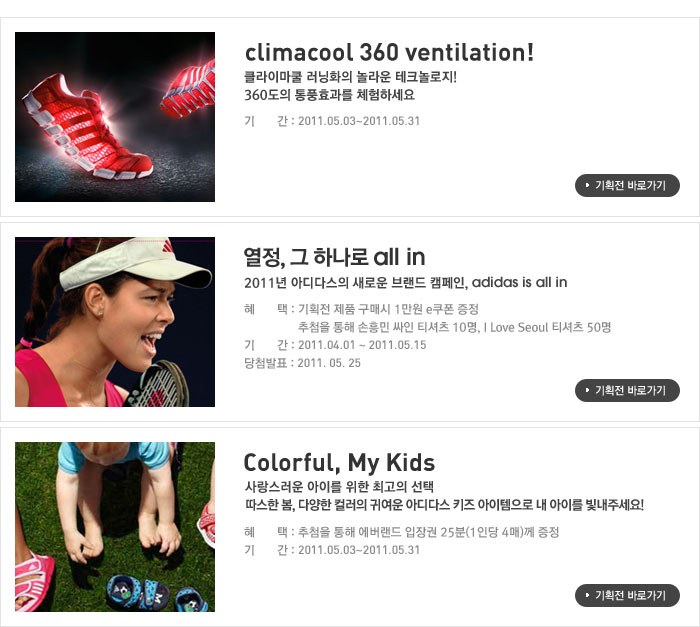 climacool 360 ventilation!
클라이마쿨 러닝화의 놀라운 테크놀로지!
360도의 통풍효과를 체험하세요
기 간 : 2011.05.03~2011.05.31
기획전 바로가기
열정, 그 하나로 all in
2011년 아디다스의 새로운 브랜드 캠페인, adidas is all in
혜 택 : 기획전 제품 구매시 1만원 e쿠폰 증정
추첨을 통해 손흥민 싸인 티셔츠 10명, I Love Seoul 티셔츠 50명
기 간 : 2011.04.01 ~ 2011.05.15
당첨발표 : 2011. 05. 25
기획전 바로가기
Colorful, My Kids
사랑스러운 아이를 위한 최고의 선택
따스한 봄, 다양한 컬러의 귀여운 아디다스 키즈 아이템으로 내 아이를 빛내주세요!
혜 택 : 추첨을 통해 에버랜드 입장권 25분(1인당 4매)께 증정
기 간 : 2011.05.03~2011.05.31
기획전 바로가기